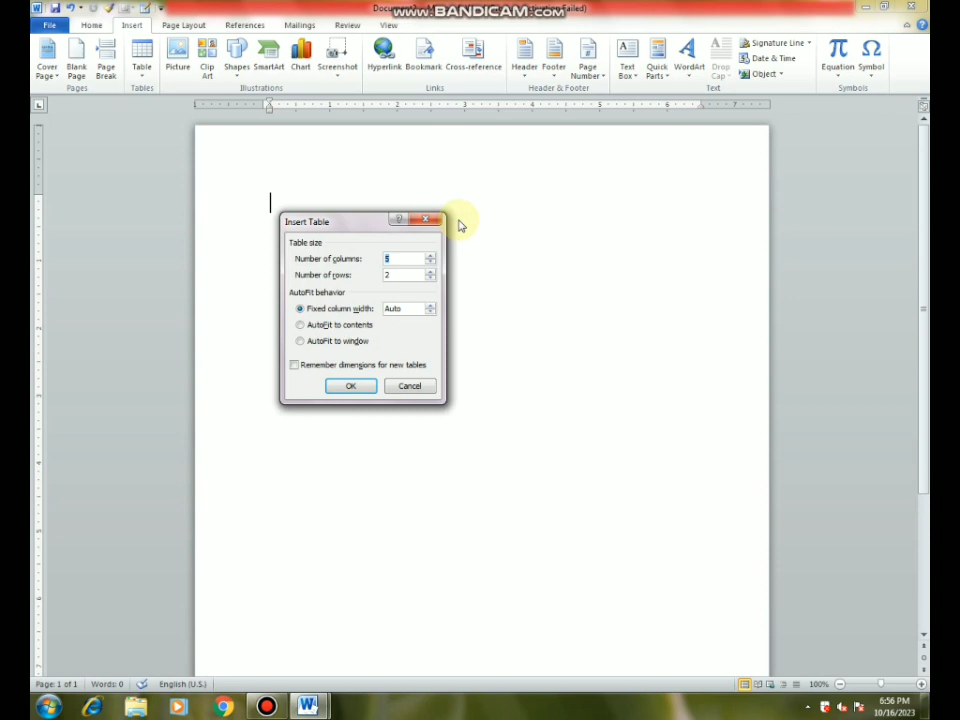 www.BANDICAM.com
File Home Insert Page Layout References Mailings Review View
Cover Page Blank Page Page Break Table Picture Clip Art Shapes SmartArt Chart Screenshot Hyperlink Bookmark Cross-reference Header Footer Page Number Text Box Quick Parts WordArt Drop Cap Signature Line Date & Time Object Equation Symbol
Pages Tables Illustrations Links Header & Footer Text Symbols
Insert Table
Table size
Number of columns: 5
Number of rows: 2
AutoFit behavior
Fixed column width: Auto
AutoFit to contents
AutoFit to window
Remember dimensions for new tables
OK Cancel
Page: 1 of 1 Words: 0 English (U.S.) 100%
6:56 PM
10/16/2023